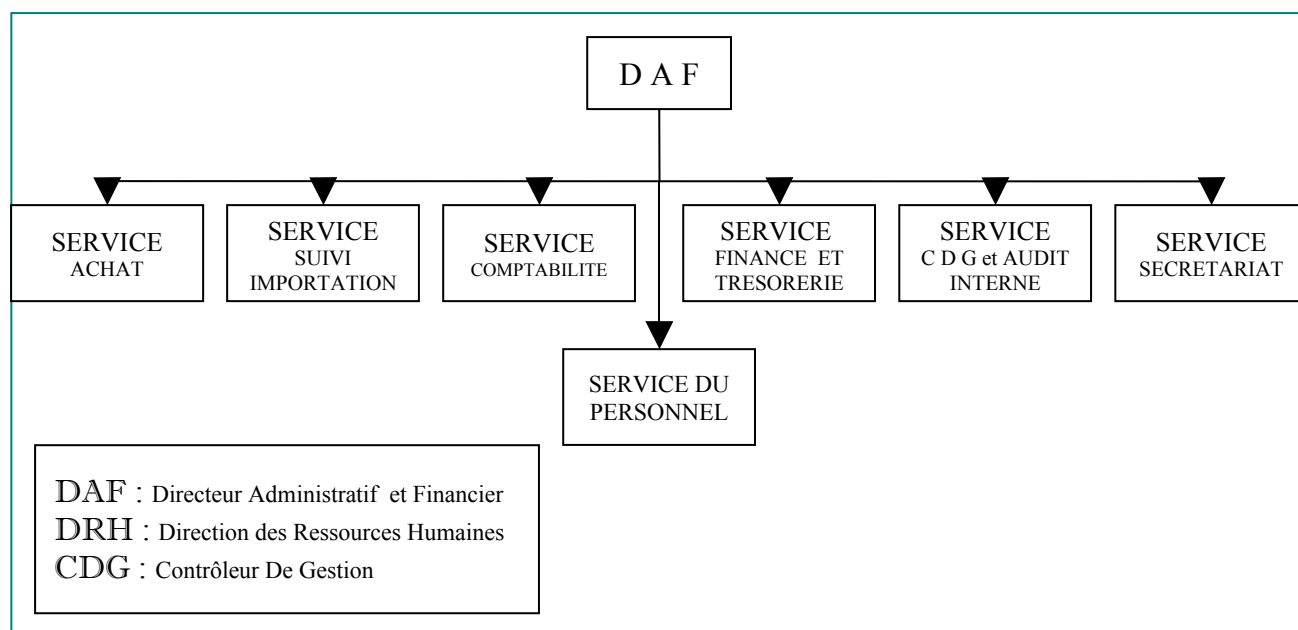 D A F
SERVICE
ACHAT
SERVICE
SUIVI
IMPORTATION
SERVICE
COMPTABILITE
SERVICE
FINANCE ET
TRESORERIE
SERVICE
C D G et AUDIT
INTERNE
SERVICE
SECRETARIAT
SERVICE DU
PERSONNEL
DAF : Directeur Administratif et Financier
DRH : Direction des Ressources Humaines
CDG : Contrôleur De Gestion